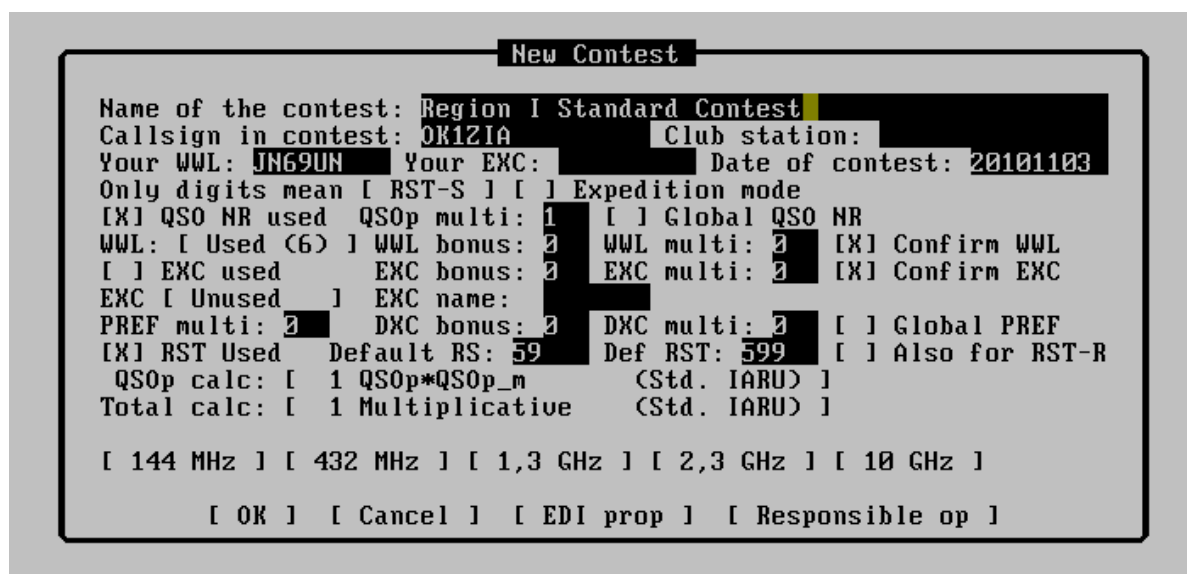 New Contest
Name of the contest: Region I Standard Contest
Callsign in contest: OK1ZIA Club station:
Your WWL: JN69UN Your EXC: Date of contest: 20101103
Only digits mean [ RST-S ] [ ] Expedition mode
[X] QSO NR used QSOp multi: 1 [ ] Global QSO NR
WWL: [ Used (6) ] WWL bonus: 0 WWL multi: 0 [X] Confirm WWL
[ ] EXC used EXC bonus: 0 EXC multi: 0 [X] Confirm EXC
EXC [ Unused ] EXC name:
PREF multi: 0 DXC bonus: 0 DXC multi: 0 [ ] Global PREF
[X] RST Used Default RS: 59 Def RST: 599 [ ] Also for RST-R
QSOp calc: [ 1 QSOp*QSOp_m (Std. IARU) ]
Total calc: [ 1 Multiplicative (Std. IARU) ]
[ 144 MHz ] [ 432 MHz ] [ 1,3 GHz ] [ 2,3 GHz ] [ 10 GHz ]
[ OK ] [ Cancel ] [ EDI prop ] [ Responsible op ]